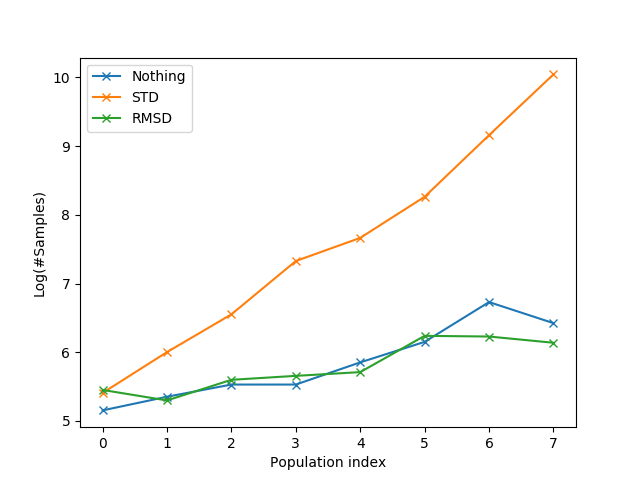 10
9
8
7
6
5
Log(#Samples)
Nothing
STD
RMSD
0 1 2 3 4 5 6 7
Population index